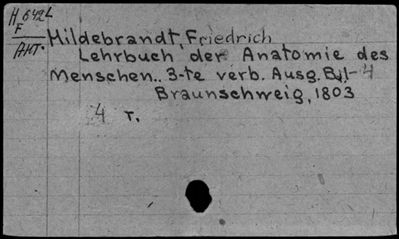 H 642
F
Ант.
Hildebrandt, Friedrich
Lehrbuch der Anatomie des
Menschen.. 3-te verb. Ausg. Bd 1-4
Braunschweig, 1803
4 т.